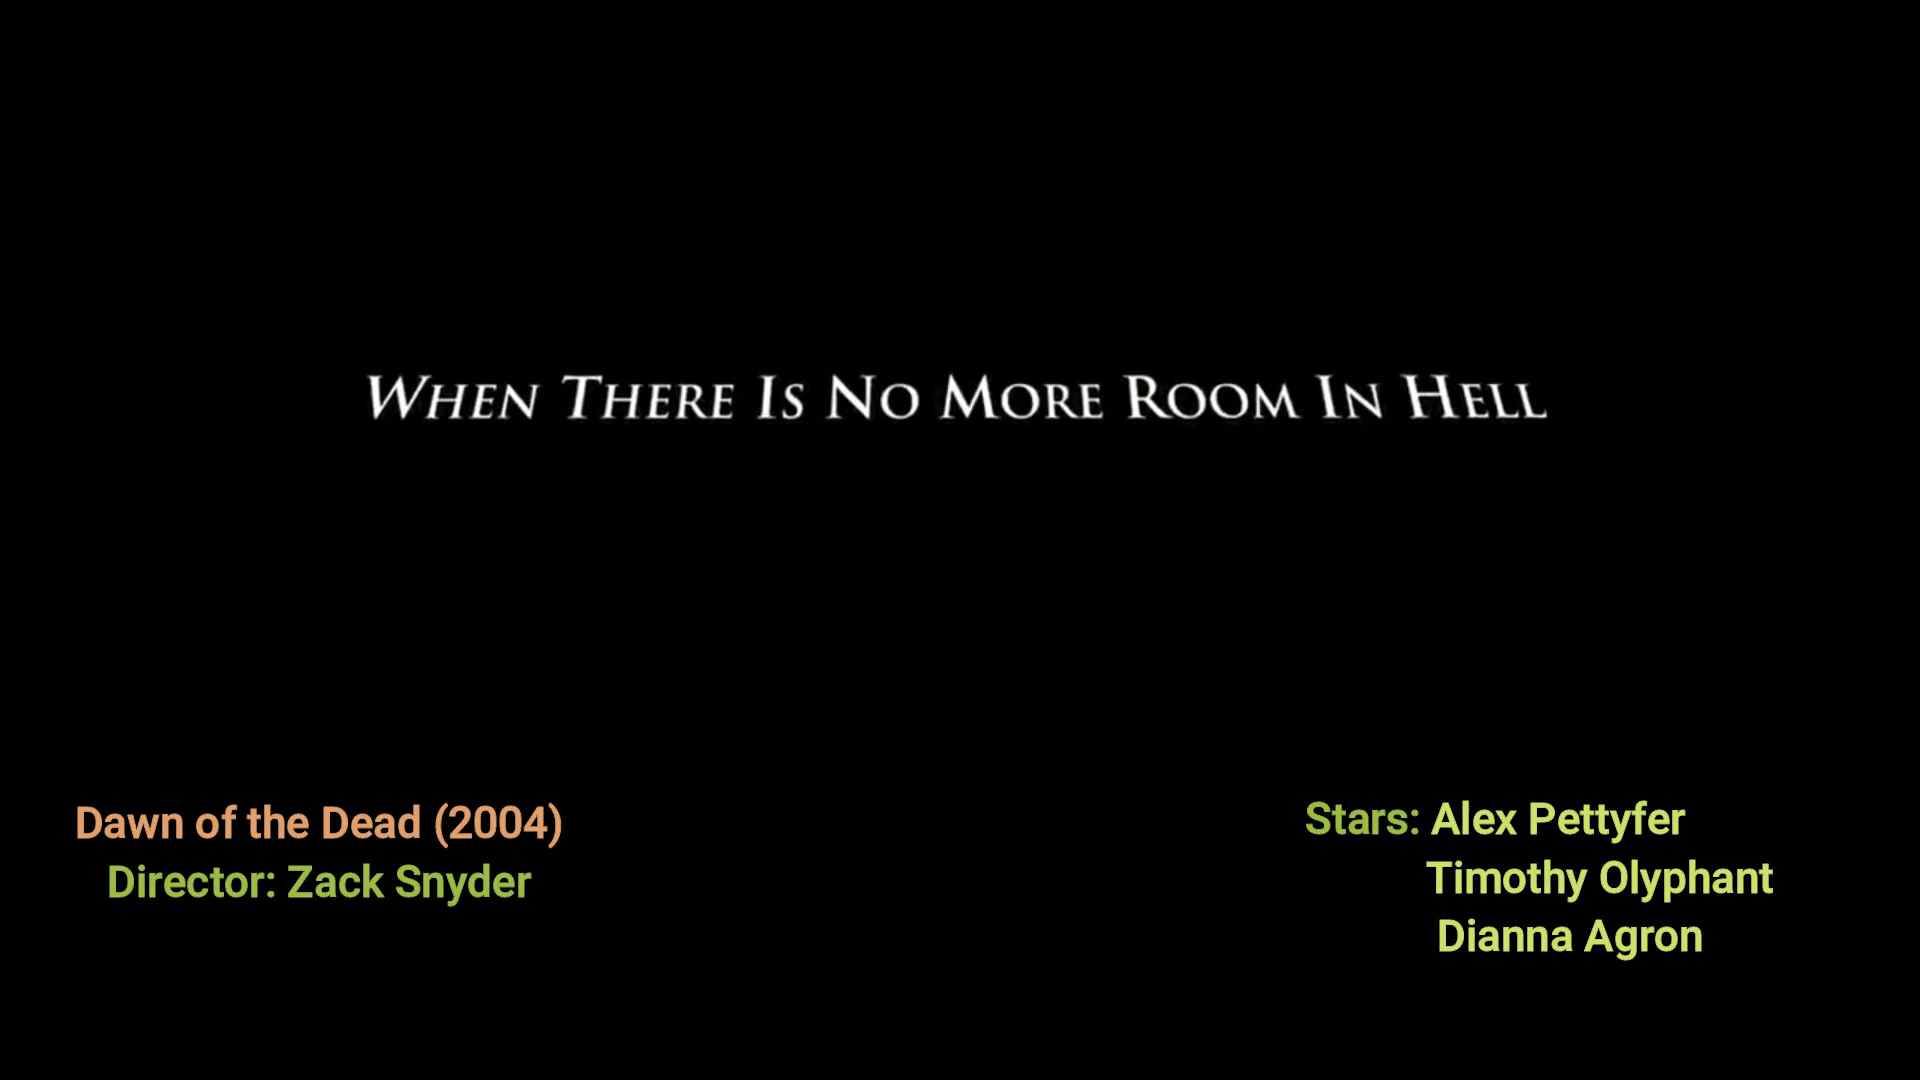 WHEN THERE IS NO MORE ROOM IN HELL
Dawn of the Dead (2004)
Director: Zack Snyder
Stars: Alex Pettyfer
Timothy Olyphant
Dianna Agron